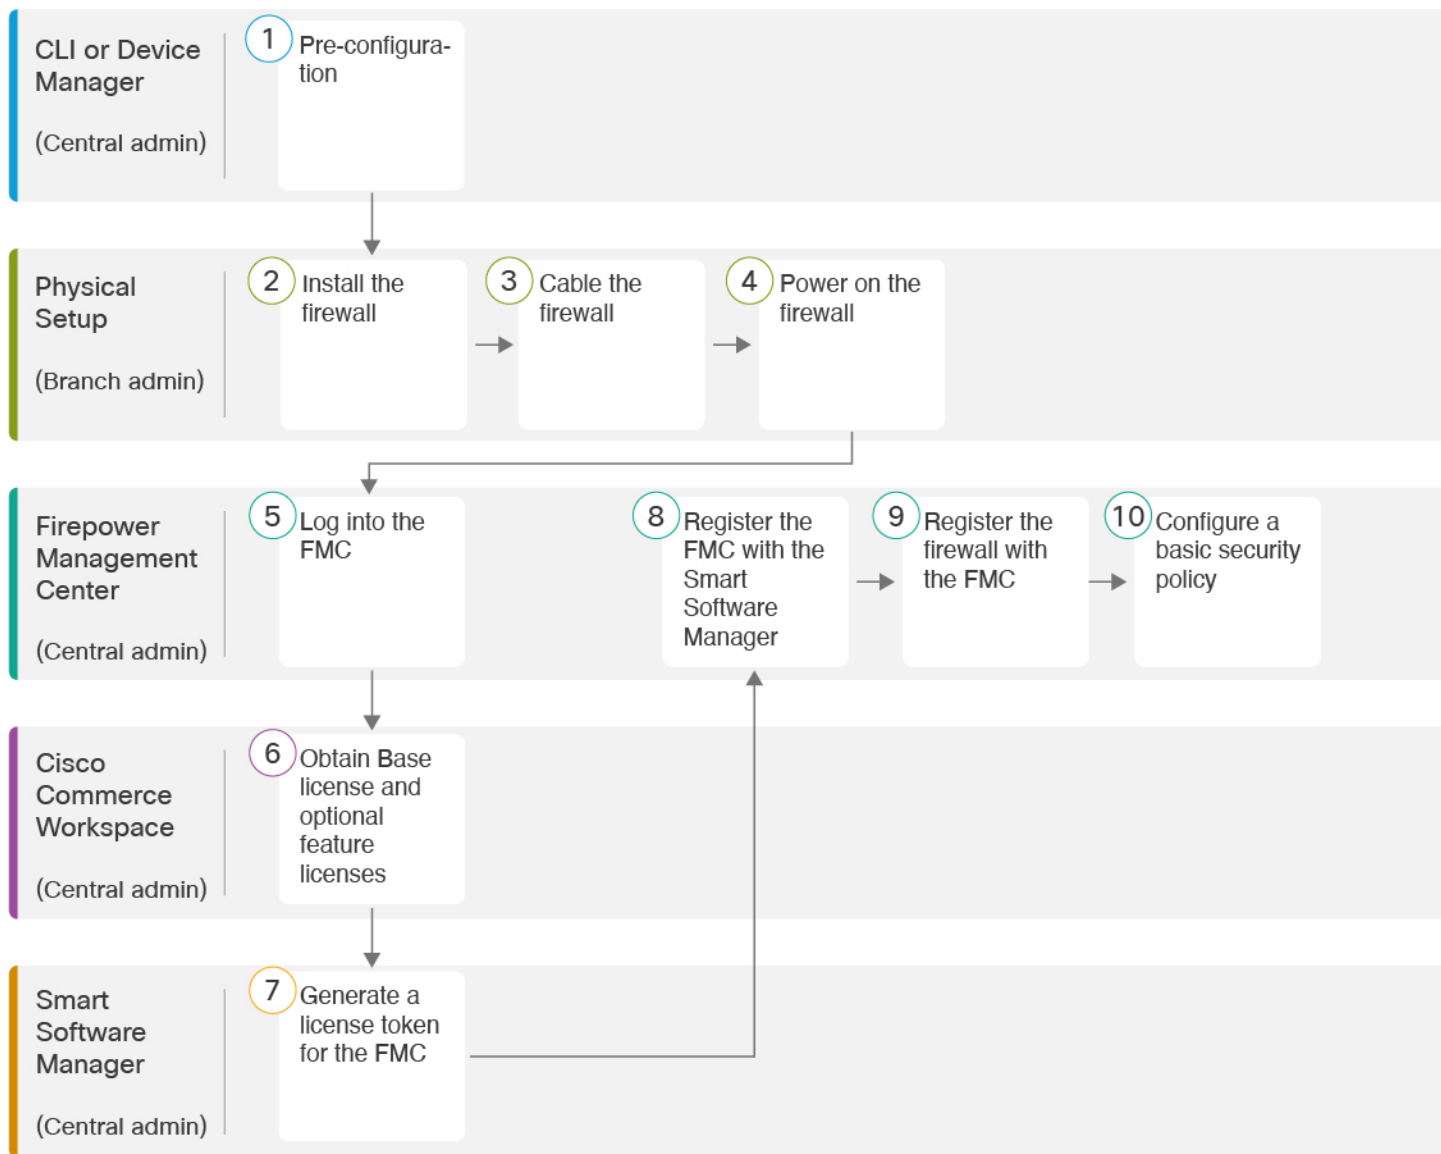 CLI or Device
Manager
(Central admin)
1
Pre-configura-
tion
Physical
Setup
(Branch admin)
2
Install the
firewall
3
Cable the
firewall
4
Power on the
firewall
Firepower
Management
Center
(Central admin)
5
Log into the
FMC
8
Register the
FMC with the
Smart
Software
Manager
9
Register the
firewall with
the FMC
10
Configure a
basic security
policy
Cisco
Commerce
Workspace
(Central admin)
6
Obtain Base
license and
optional
feature
licenses
Smart
Software
Manager
(Central admin)
7
Generate a
license token
for the FMC